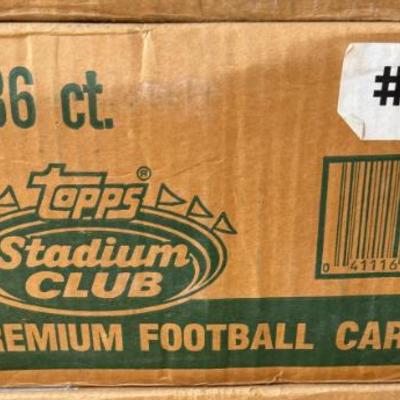 36 ct.
#
topps®
Stadium
CLUB
0 41116
REMIUM FOOTBALL CAR